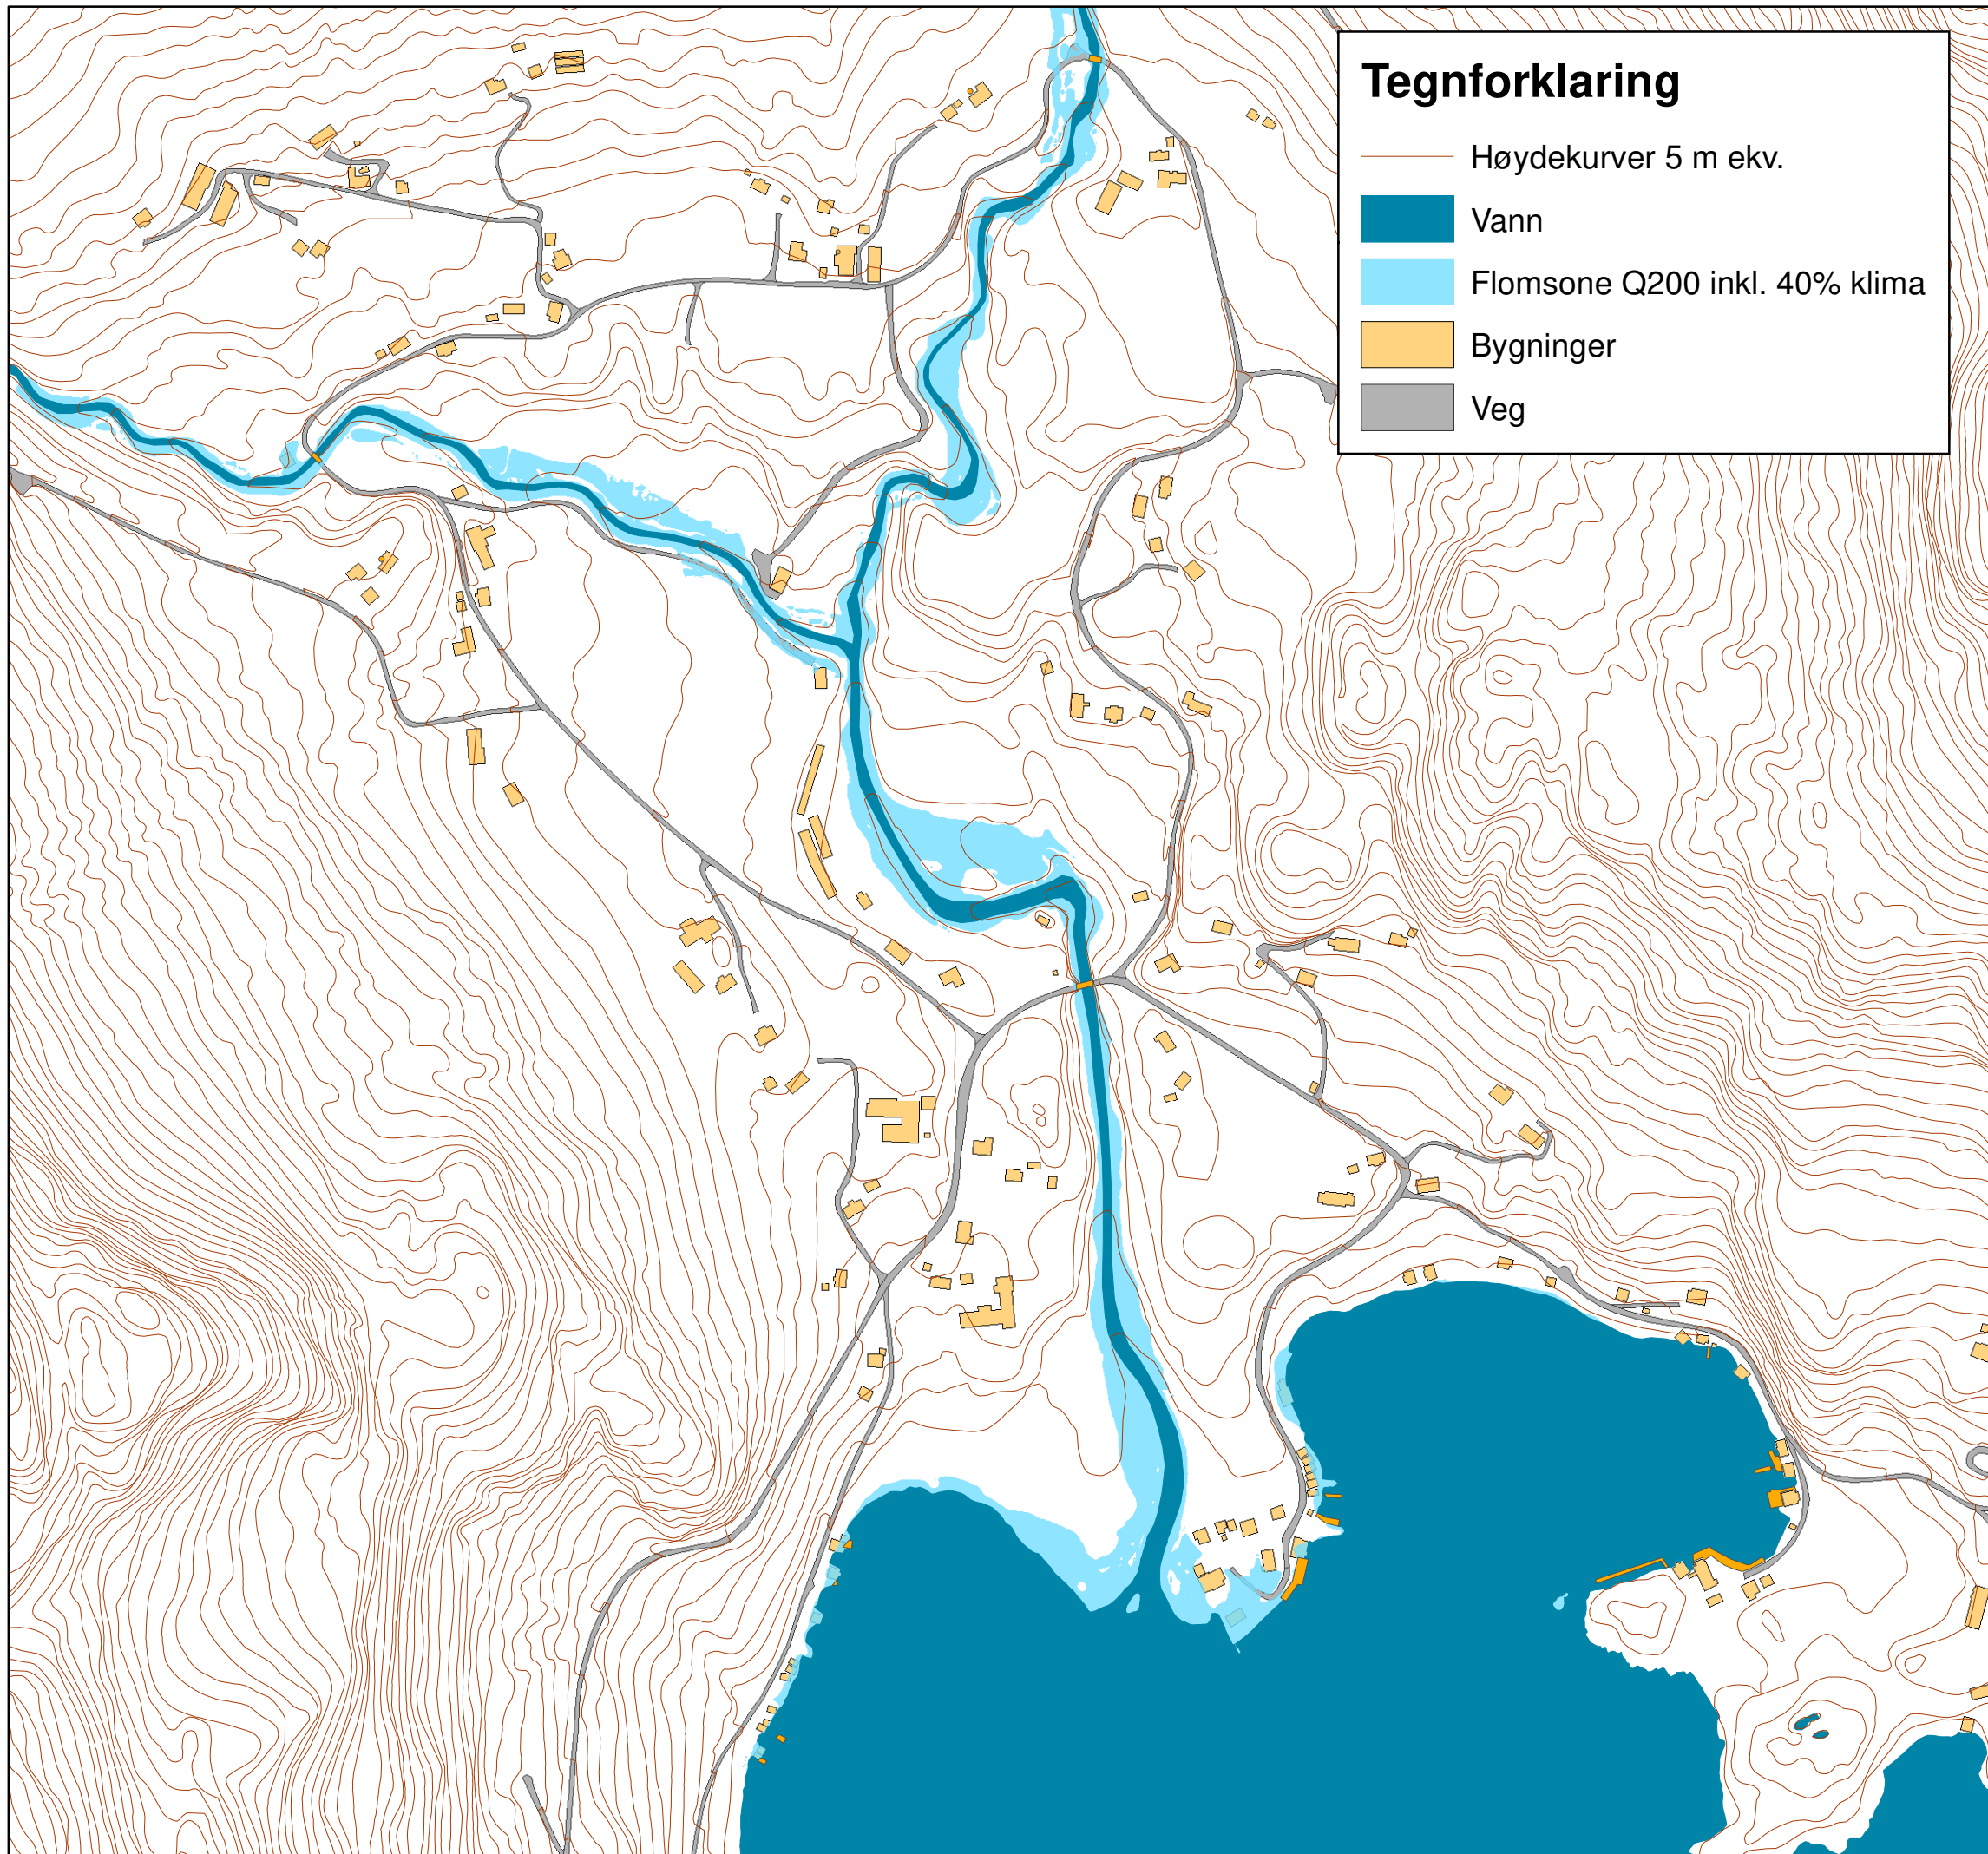 Tegnforklaring
Høydekurver 5 m ekv.
Vann
Flomsone Q200 inkl. 40% klima
Bygninger
Veg